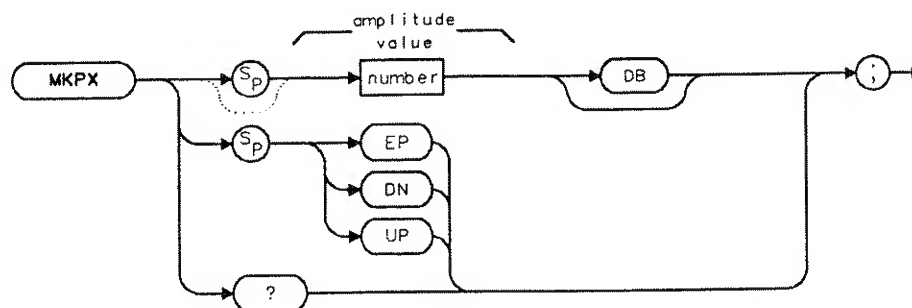 amplitude
value
MKPX Sp number DB ;
Sp EP
DN
UP
?